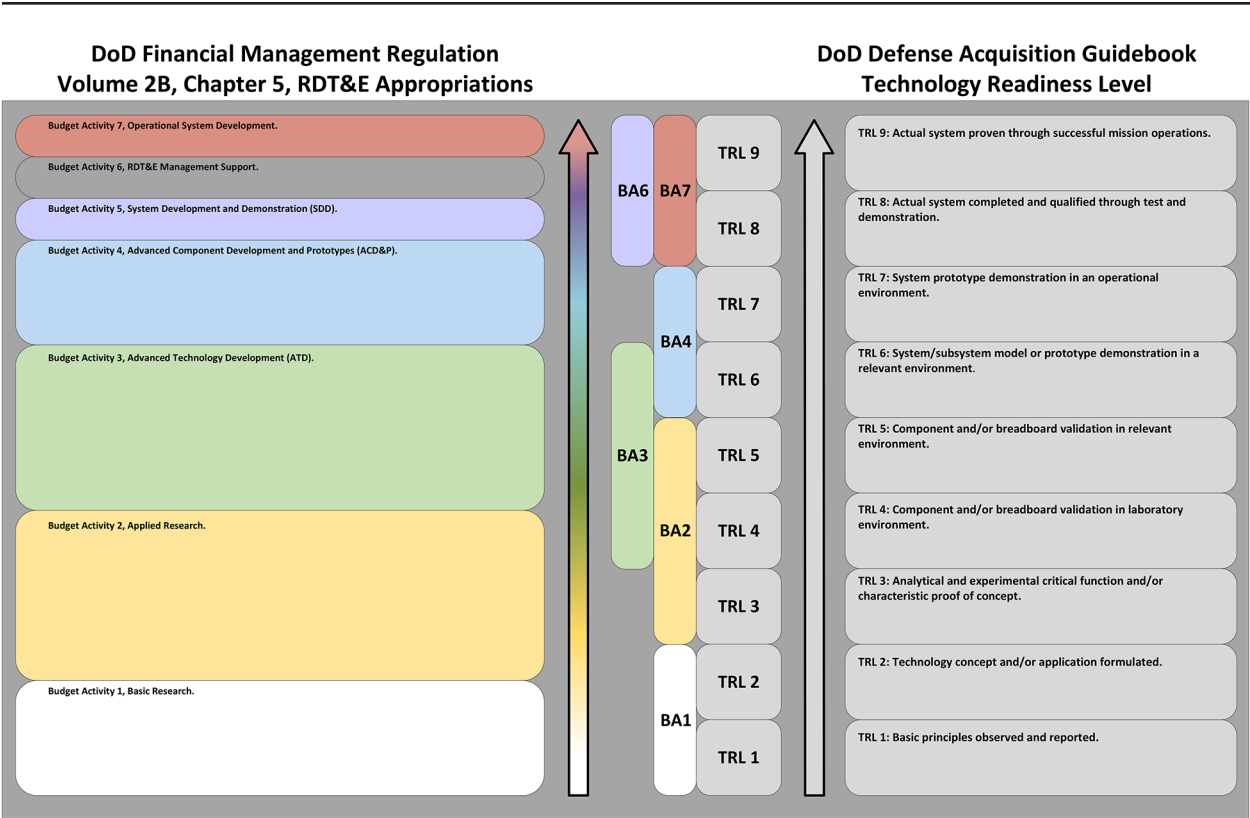 DoD Financial Management Regulation
Volume 2B, Chapter 5, RDT&E Appropriations
DoD Defense Acquisition Guidebook
Technology Readiness Level
Budget Activity 7, Operational System Development.
Budget Activity 6, RDT&E Management Support.
Budget Activity 5, System Development and Demonstration (SDD).
Budget Activity 4, Advanced Component Development and Prototypes (ACD&P).
Budget Activity 3, Advanced Technology Development (ATD).
Budget Activity 2, Applied Research.
Budget Activity 1, Basic Research.
BA6
BA7
BA4
BA3
BA2
BA1
TRL 9
TRL 8
TRL 7
TRL 6
TRL 5
TRL 4
TRL 3
TRL 2
TRL 1
TRL 9: Actual system proven through successful mission operations.
TRL 8: Actual system completed and qualified through test and
demonstration.
TRL 7: System prototype demonstration in an operational
environment.
TRL 6: System/subsystem model or prototype demonstration in a
relevant environment.
TRL 5: Component and/or breadboard validation in relevant
environment.
TRL 4: Component and/or breadboard validation in laboratory
environment.
TRL 3: Analytical and experimental critical function and/or
characteristic proof of concept.
TRL 2: Technology concept and/or application formulated.
TRL 1: Basic principles observed and reported.